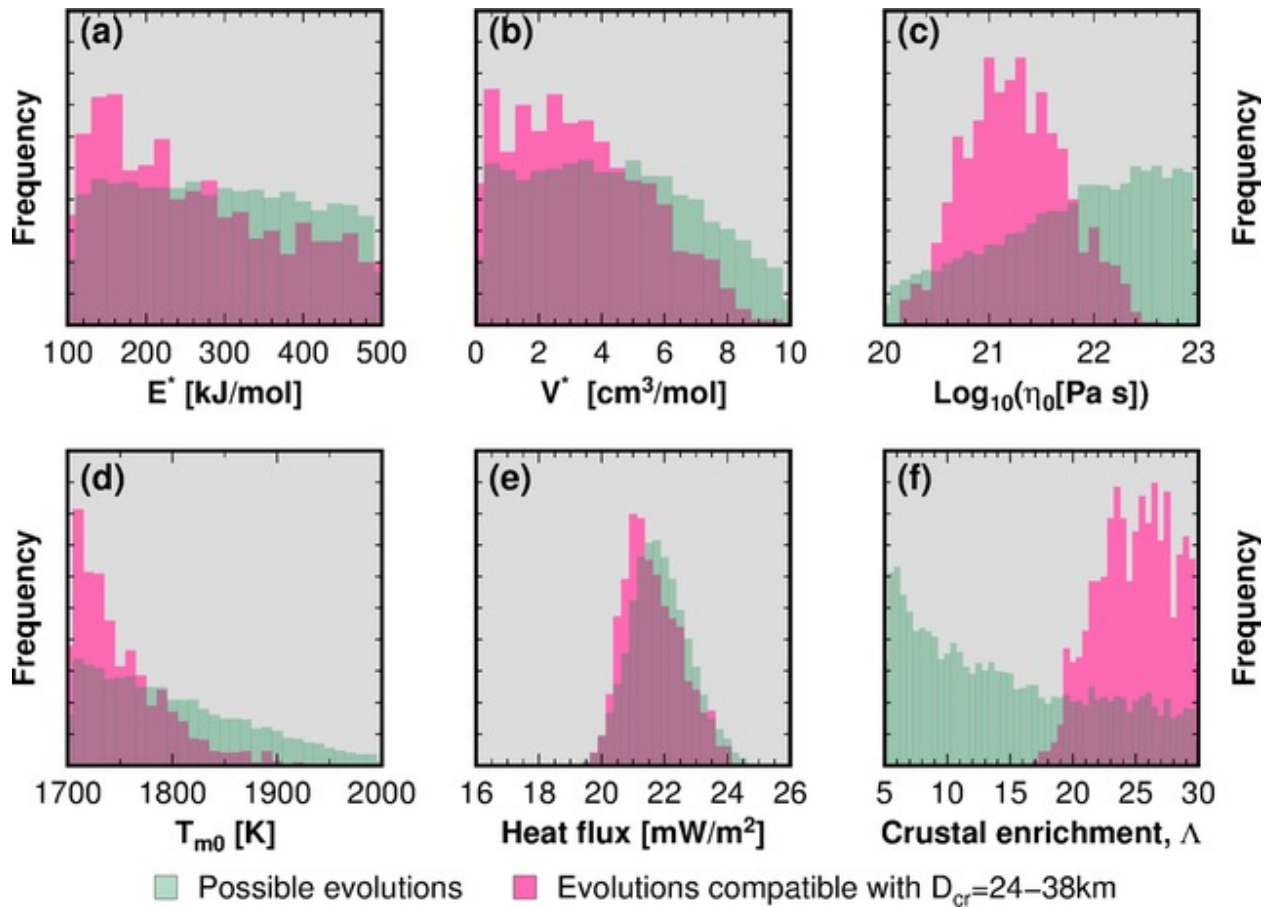 (a) (b) (c)
Frequency
Frequency
100 200 300 400 500
0 2 4 6 8 10
20 21 22 23
E* [kJ/mol]
V* [cm³/mol]
Log₁₀(η₀[Pa s])
(d) (e) (f)
Frequency
Frequency
1700 1800 1900 2000
16 18 20 22 24 26
5 10 15 20 25 30
Tₘ₀ [K]
Heat flux [mW/m²]
Crustal enrichment, Λ
Possible evolutions
Evolutions compatible with D_cr=24−38km